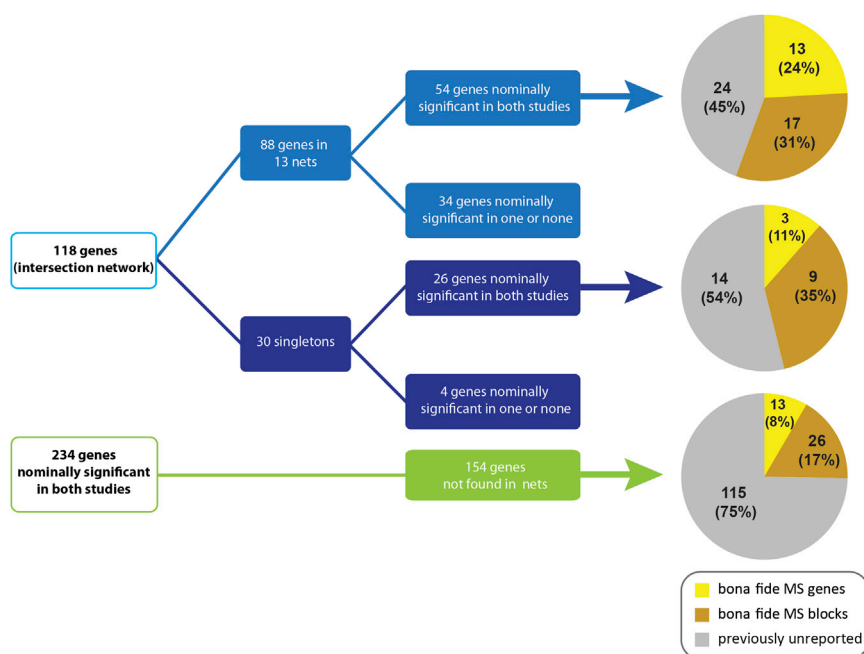 118 genes
(intersection network)
88 genes in
13 nets
54 genes nominally
significant in both studies
34 genes nominally
significant in one or none
30 singletons
26 genes nominally
significant in both studies
4 genes nominally
significant in one or none
234 genes
nominally significant
in both studies
154 genes
not found in nets
13
(24%)
17
(31%)
24
(45%)
3
(11%)
9
(35%)
14
(54%)
13
(8%)
26
(17%)
115
(75%)
bona fide MS genes
bona fide MS blocks
previously unreported